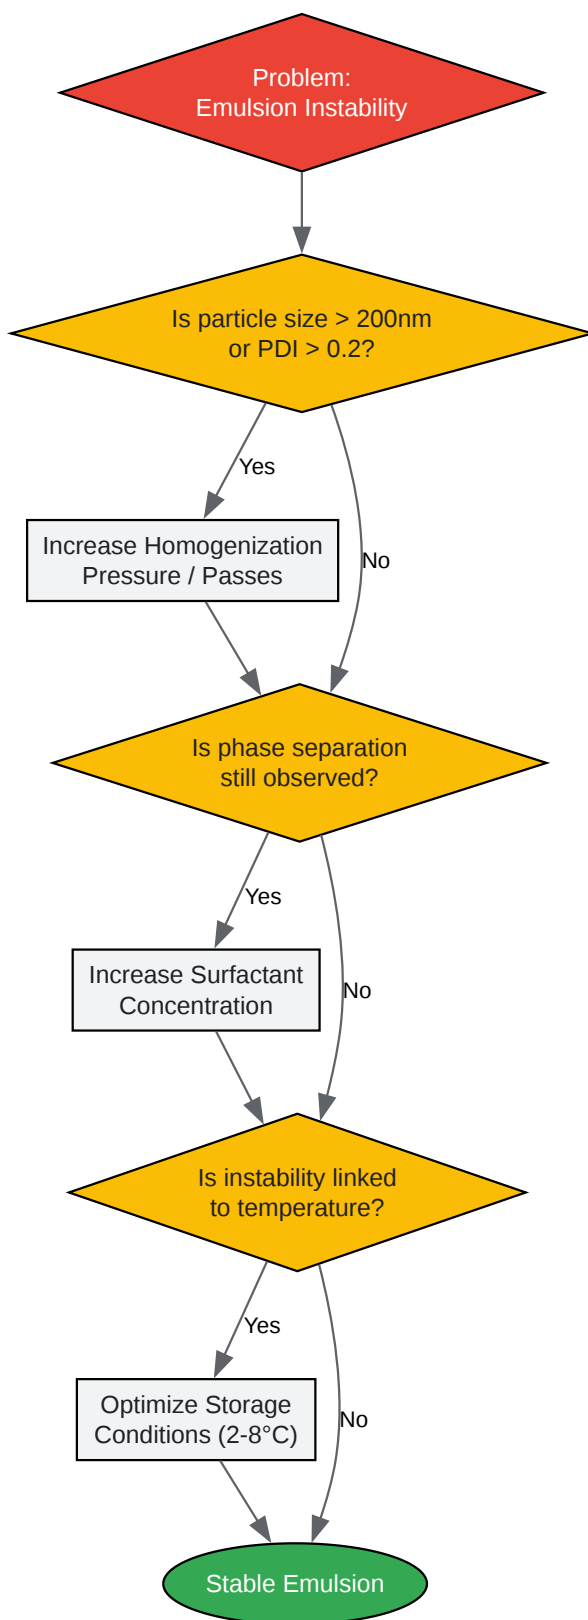 Problem:
Emulsion Instability
Is particle size > 200nm
or PDI > 0.2?
Yes
Increase Homogenization
Pressure / Passes
No
Is phase separation
still observed?
Yes
Increase Surfactant
Concentration
No
Is instability linked
to temperature?
Yes
Optimize Storage
Conditions (2-8°C)
No
Stable Emulsion